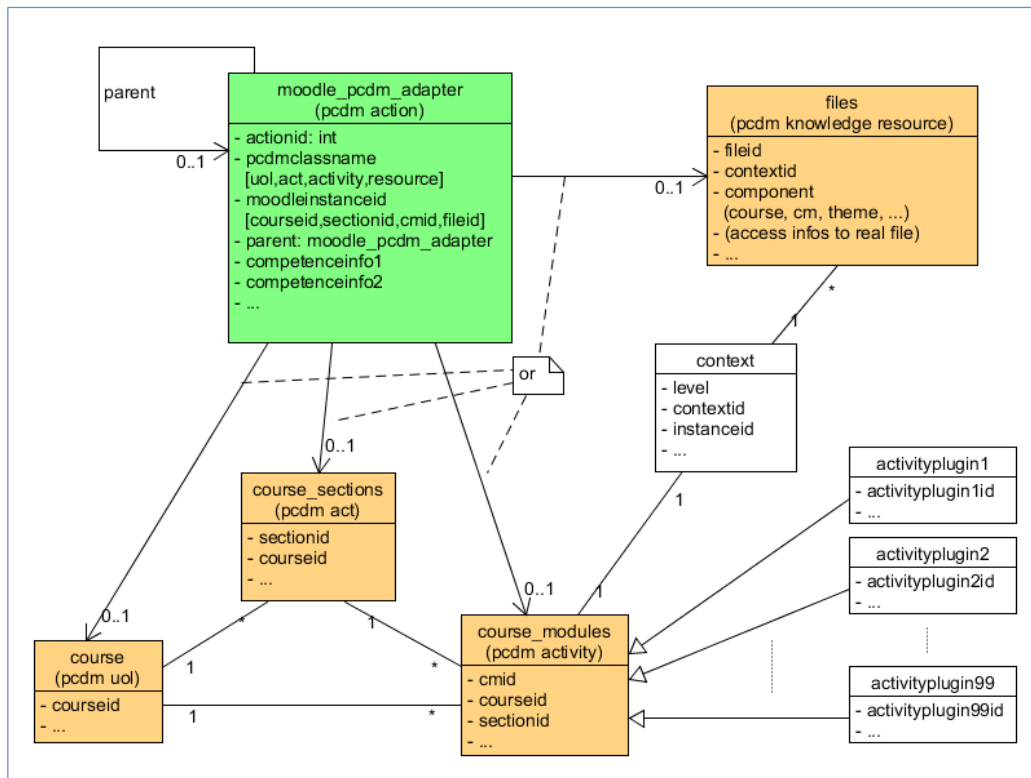 parent
0..1
moodle_pcdm_adapter
(pcdm action)
- actionid: int
- pcdmclassname
[uol,act,activity,resource]
- moodleinstanceid
[courseid,sectionid,cmid,fileid]
- parent: moodle_pcdm_adapter
- competenceinfo1
- competenceinfo2
- ...
0..1
files
(pcdm knowledge resource)
- fileid
- contextid
- component
(course, cm, theme, ...)
- (access infos to real file)
- ...
*
1
or
context
- level
- contextid
- instanceid
- ...
1
1
0..1
course_sections
(pcdm act)
- sectionid
- courseid
- ...
*
1
1
*
0..1
course
(pcdm uol)
- courseid
- ...
1
*
0..1
course_modules
(pcdm activity)
- cmid
- courseid
- sectionid
- ...
activityplugin1
- activityplugin1id
- ...
activityplugin2
- activityplugin2id
- ...
activityplugin99
- activityplugin99id
- ...